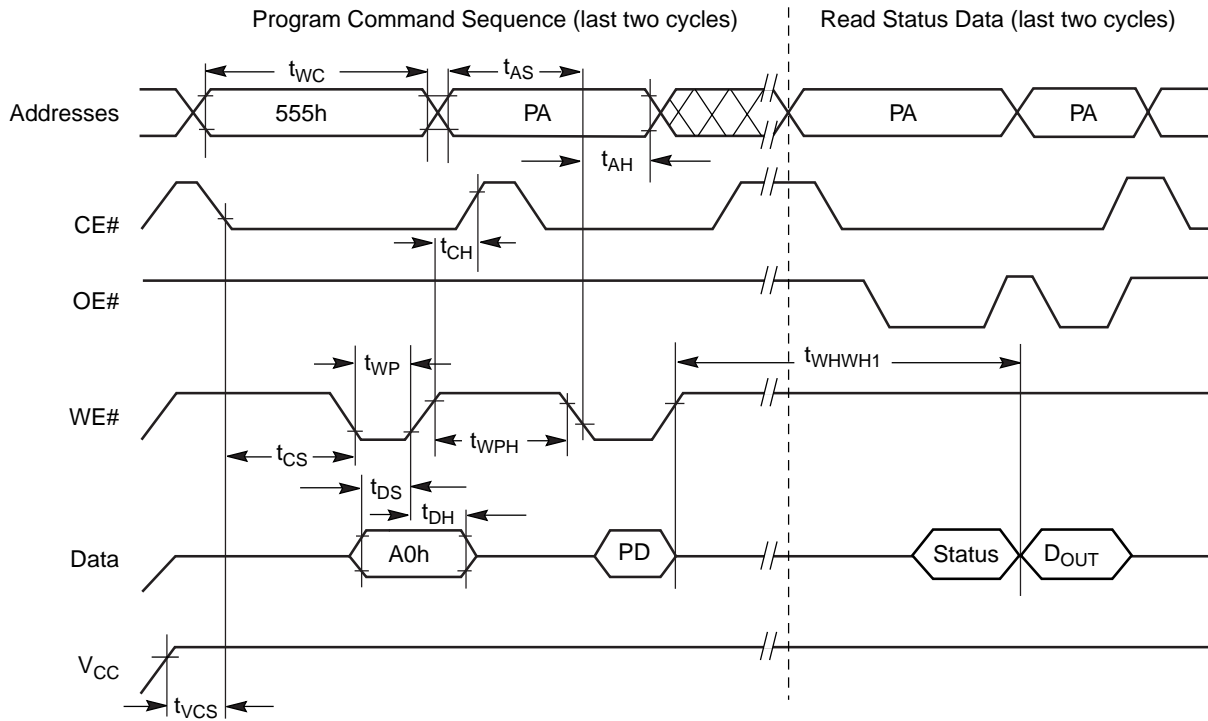 Program Command Sequence (last two cycles)
Read Status Data (last two cycles)
tWC
tAS
Addresses
555h
PA
PA
PA
tAH
CE#
tCH
OE#
tWP
tWHWH1
WE#
tCS
tWPH
tDS
tDH
Data
A0h
PD
Status
DOUT
VCC
tVCS